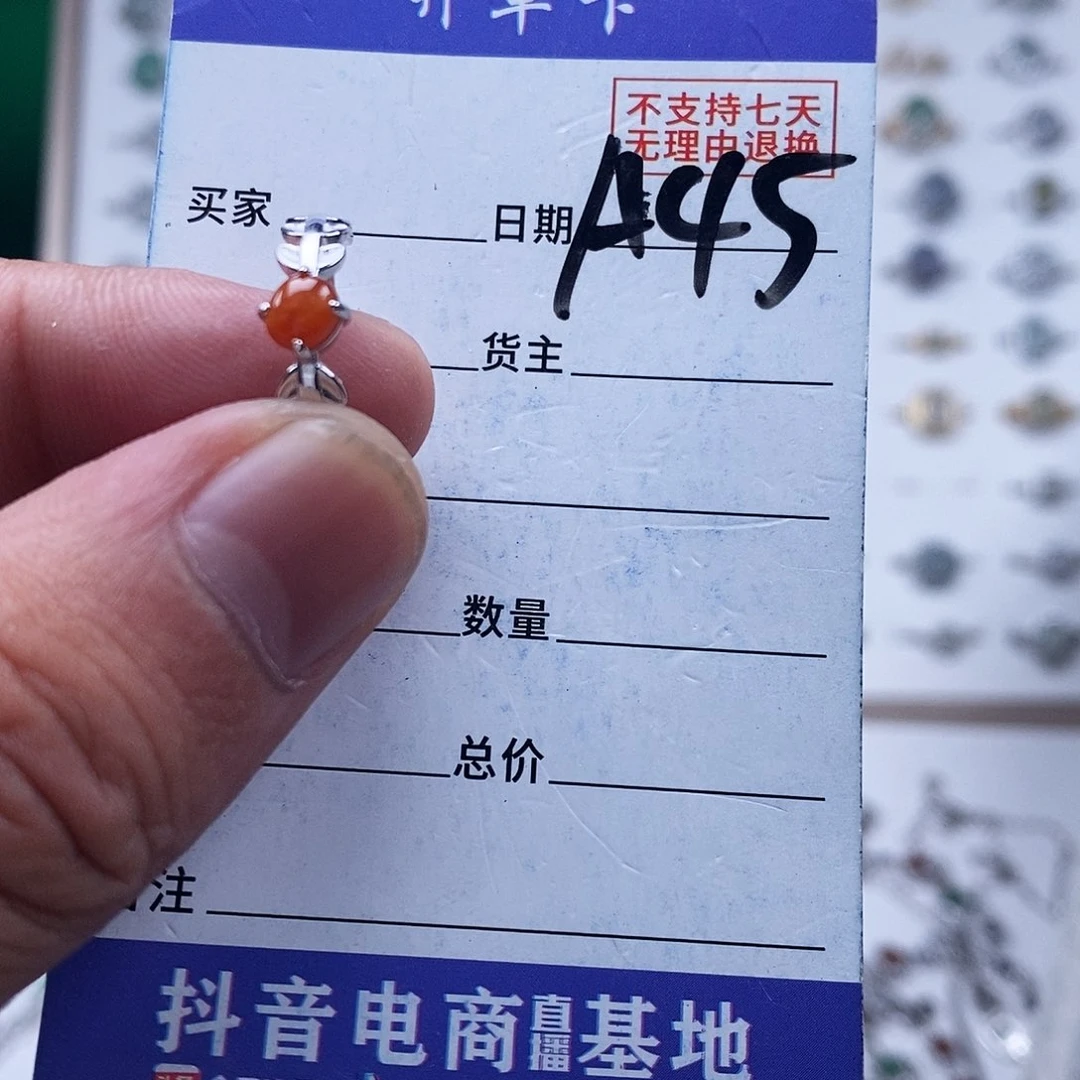 不支持七天
无理由退换
买家 日期 A45
货主
数量
总价
注
抖音电商直播基地